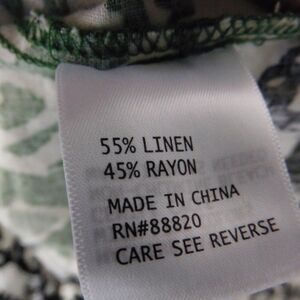 55% LINEN
45% RAYON
MADE IN CHINA
RN#88820
CARE SEE REVERSE